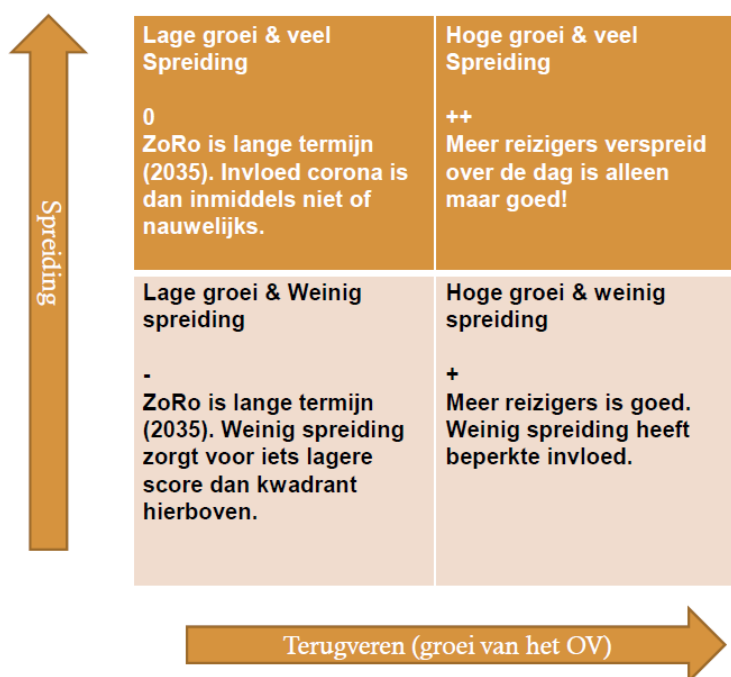 Spreiding
Lage groei & veel
Spreiding
0
ZoRo is lange termijn
(2035). Invloed corona is
dan inmiddels niet of
nauwelijks.
Hoge groei & veel
Spreiding
++
Meer reizigers verspreid
over de dag is alleen
maar goed!
Lage groei & Weinig
spreiding
-
ZoRo is lange termijn
(2035). Weinig spreiding
zorgt voor iets lagere
score dan kwadrant
hierboven.
Hoge groei & weinig
spreiding
+
Meer reizigers is goed.
Weinig spreiding heeft
beperkte invloed.
Terugveren (groei van het OV)